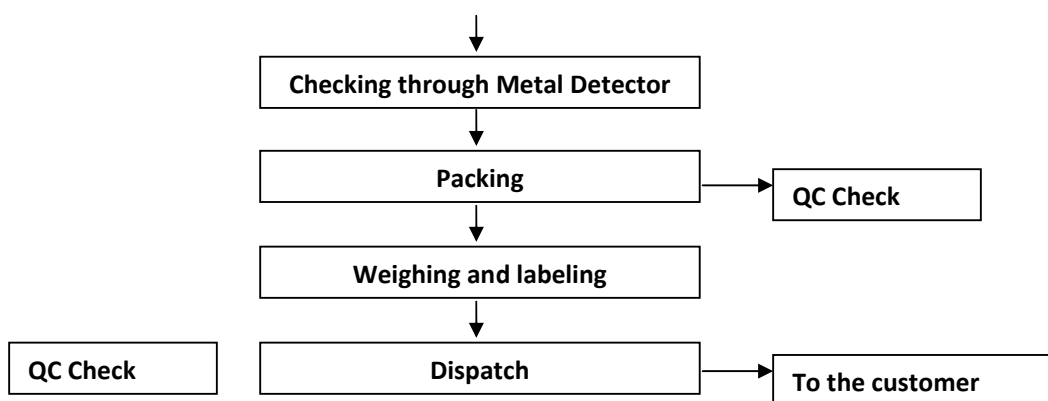 Checking through Metal Detector
Packing
QC Check
Weighing and labeling
QC Check
Dispatch
To the customer